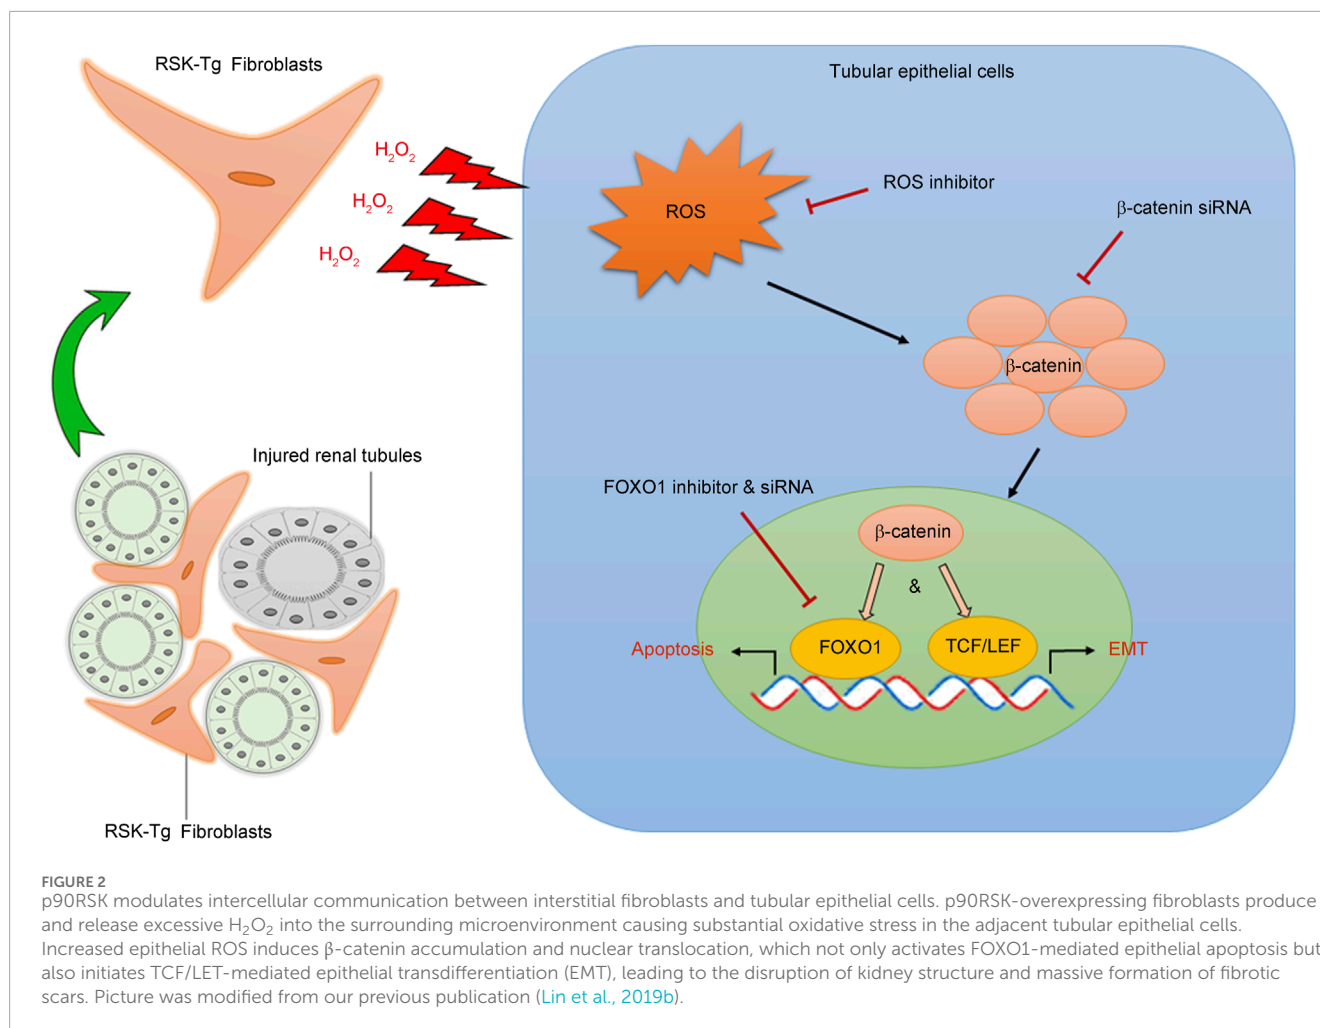 RSK-Tg Fibroblasts
Tubular epithelial cells
H₂O₂
H₂O₂
H₂O₂
ROS
ROS inhibitor
β-catenin siRNA
β-catenin
Injured renal tubules
FOXO1 inhibitor & siRNA
β-catenin
&
Apoptosis
FOXO1
TCF/LEF
EMT
RSK-Tg Fibroblasts
FIGURE 2
p90RSK modulates intercellular communication between interstitial fibroblasts and tubular epithelial cells. p90RSK-overexpressing fibroblasts produce
and release excessive H₂O₂ into the surrounding microenvironment causing substantial oxidative stress in the adjacent tubular epithelial cells.
Increased epithelial ROS induces β-catenin accumulation and nuclear translocation, which not only activates FOXO1-mediated epithelial apoptosis but
also initiates TCF/LET-mediated epithelial transdifferentiation (EMT), leading to the disruption of kidney structure and massive formation of fibrotic
scars. Picture was modified from our previous publication (Lin et al., 2019b).